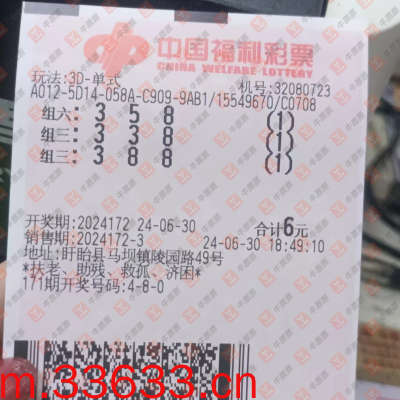 中国福利彩票
CHINA WELFARE LOTTERY
玩法:3D-单式 机号:32080723
A012-5D14-058A-C909-9AB1/15549670/C0708
组六: 3 5 8 (1)
组三: 3 3 8 (1)
组三: 3 8 8 (1)
开奖期:2024172 24-06-30 合计6元
销售期:2024172-3 24-06-30 18:49:10
地址:盱眙县马坝镇陵园路49号
*扶老、助残、救孤、济困*
171期开奖号码:4-8-0
m.33633.cn